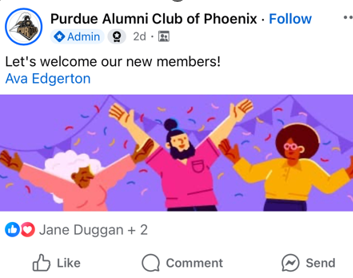 Purdue Alumni Club of Phoenix · Follow
Admin 2d ·
Let's welcome our new members!
Ava Edgerton
Jane Duggan + 2
Like Comment Send